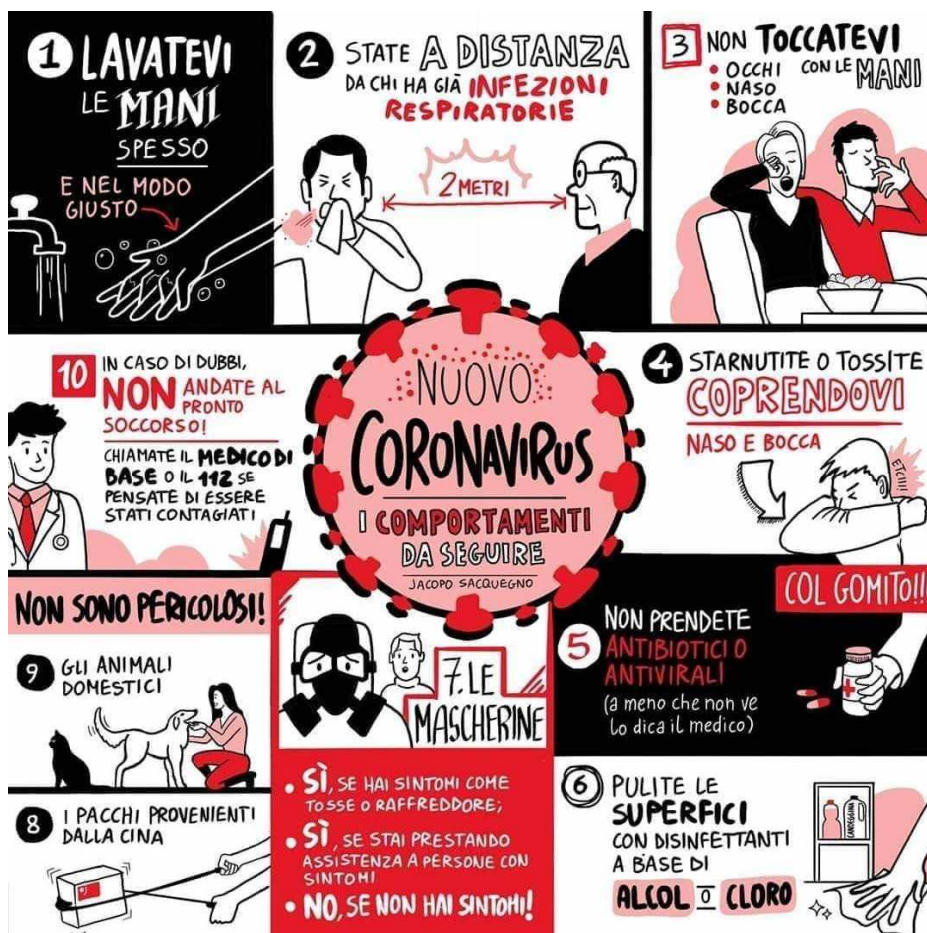 1 LAVATEVI
LE MANI
SPESSO
E NEL MODO
GIUSTO
2 STATE A DISTANZA
DA CHI HA GIÀ INFEZIONI
RESPIRATORIE
2 METRI
3 NON TOCCATEVI
CON LE MANI
• OCCHI
• NASO
• BOCCA
NUOVO
CORONAVIRUS
I COMPORTAMENTI
DA SEGUIRE
JACOPO SACQUEGNO
4 STARNUTITE O TOSSITE
COPRENDOVI
NASO E BOCCA
ETCIÙ!!
COL GOMITO!!
5 NON PRENDETE
ANTIBIOTICI O
ANTIVIRALI
(a meno che non ve
lo dica il medico)
6 PULITE LE
SUPERFICI
CON DISINFETTANTI
A BASE DI
ALCOL O CLORO
CANDEGGINA
7. LE
MASCHERINE
• SÌ, SE HAI SINTOMI COME
TOSSE O RAFFREDDORE;
• SÌ, SE STAI PRESTANDO
ASSISTENZA A PERSONE CON
SINTOMI
• NO, SE NON HAI SINTOMI!
NON SONO PERICOLOSI!
8 I PACCHI PROVENIENTI
DALLA CINA
9 GLI ANIMALI
DOMESTICI
10 IN CASO DI DUBBI,
NON ANDATE AL
PRONTO
SOCCORSO!
CHIAMATE IL MEDICO DI
BASE O IL 112 SE
PENSATE DI ESSERE
STATI CONTAGIATI